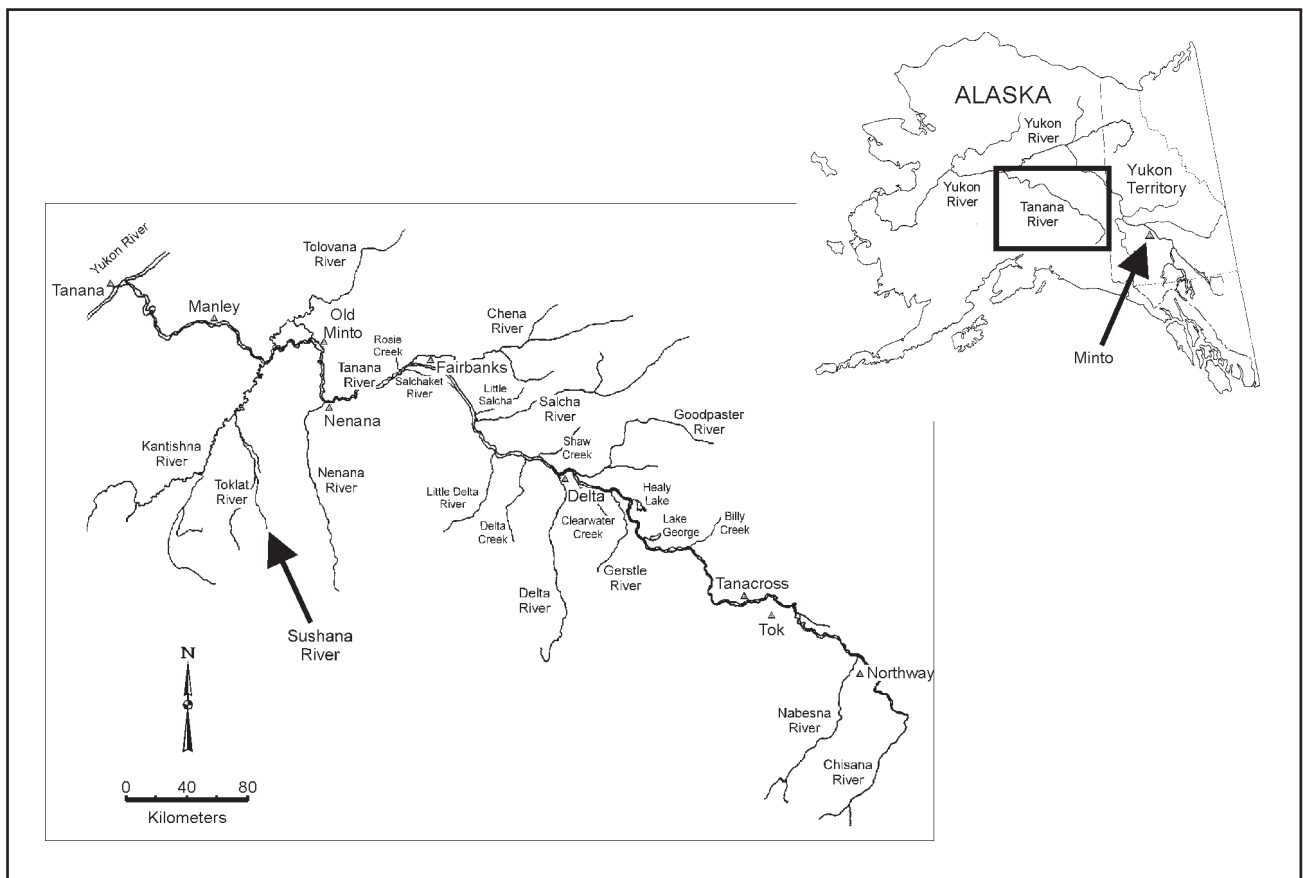 ALASKA
Yukon
River
Yukon
River
Yukon
Territory
Tanana
River
Minto
Yukon River
Tanana
Manley
Tolovana
River
Old
Minto
Rosie
Creek
Tanana
River
Fairbanks
Salchaket
River
Chena
River
Little
Salcha
Salcha
River
Goodpaster
River
Shaw
Creek
Nenana
Kantishna
River
Toklat
River
Nenana
River
Little Delta
River
Delta
Creek
Delta
Clearwater
Creek
Healy
Lake
Lake
George
Billy
Creek
Gerstle
River
Delta
River
Tanacross
Tok
Sushana
River
Northway
Nabesna
River
Chisana
River
N
0 40 80
Kilometers